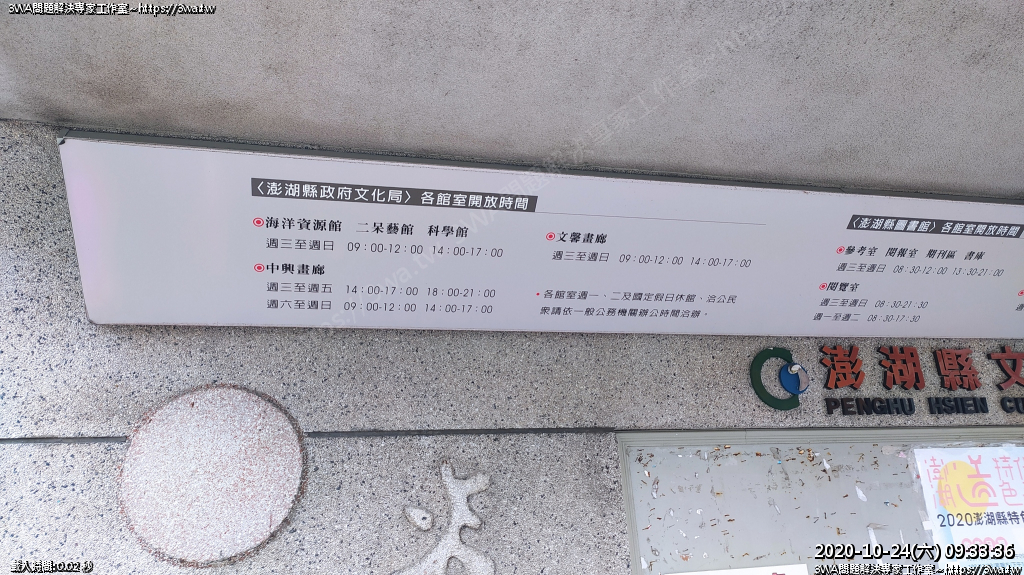 3WA問題解決專家工作室~https://3wa.tw
〈澎湖縣政府文化局〉各館室開放時間
◉海洋資源館 二呆藝館 科學館
週三至週日 09:00-12:00 14:00-17:00
◉中興畫廊
週三至週五 14:00-17:00 18:00-21:00
週六至週日 09:00-12:00 14:00-17:00
◉文馨畫廊
週三至週日 09:00-12:00 14:00-17:00
•各館室週一、二及國定假日休館,洽公民
眾請依一般公務機關辦公時間洽辦。
〈澎湖縣圖書館〉各館室開放時間
◉參考室 閱報室 期刊區 書庫
週三至週日 08:30-12:00 13:30-21:00
◉閱覽室
週三至週日 08:30-21:30
週一至週二 08:30-17:30
澎湖縣文
PENGHU HSIEN CU
2020澎湖縣特
2020-10-24(六) 09:33:35
載入時間:0.02 秒
3WA問題解決專家工作室~https://3wa.tw